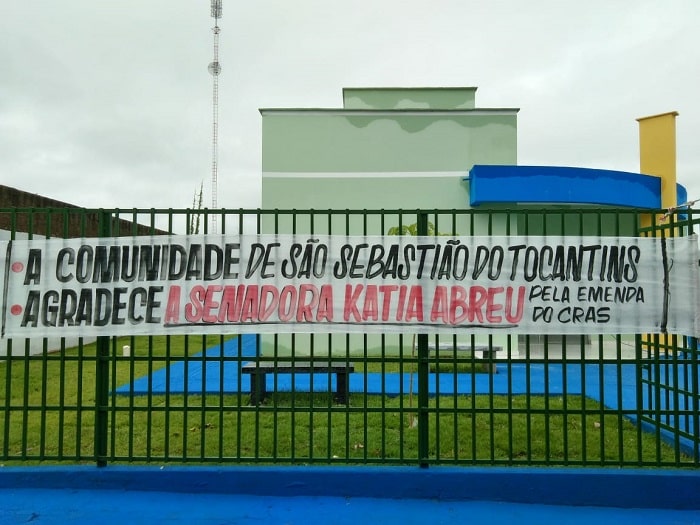 A COMUNIDADE DE SÃO SEBASTIÃO DO TOCANTINS
AGRADECE A SENADORA KATIA ABREU PELA EMENDA
DO CRAS